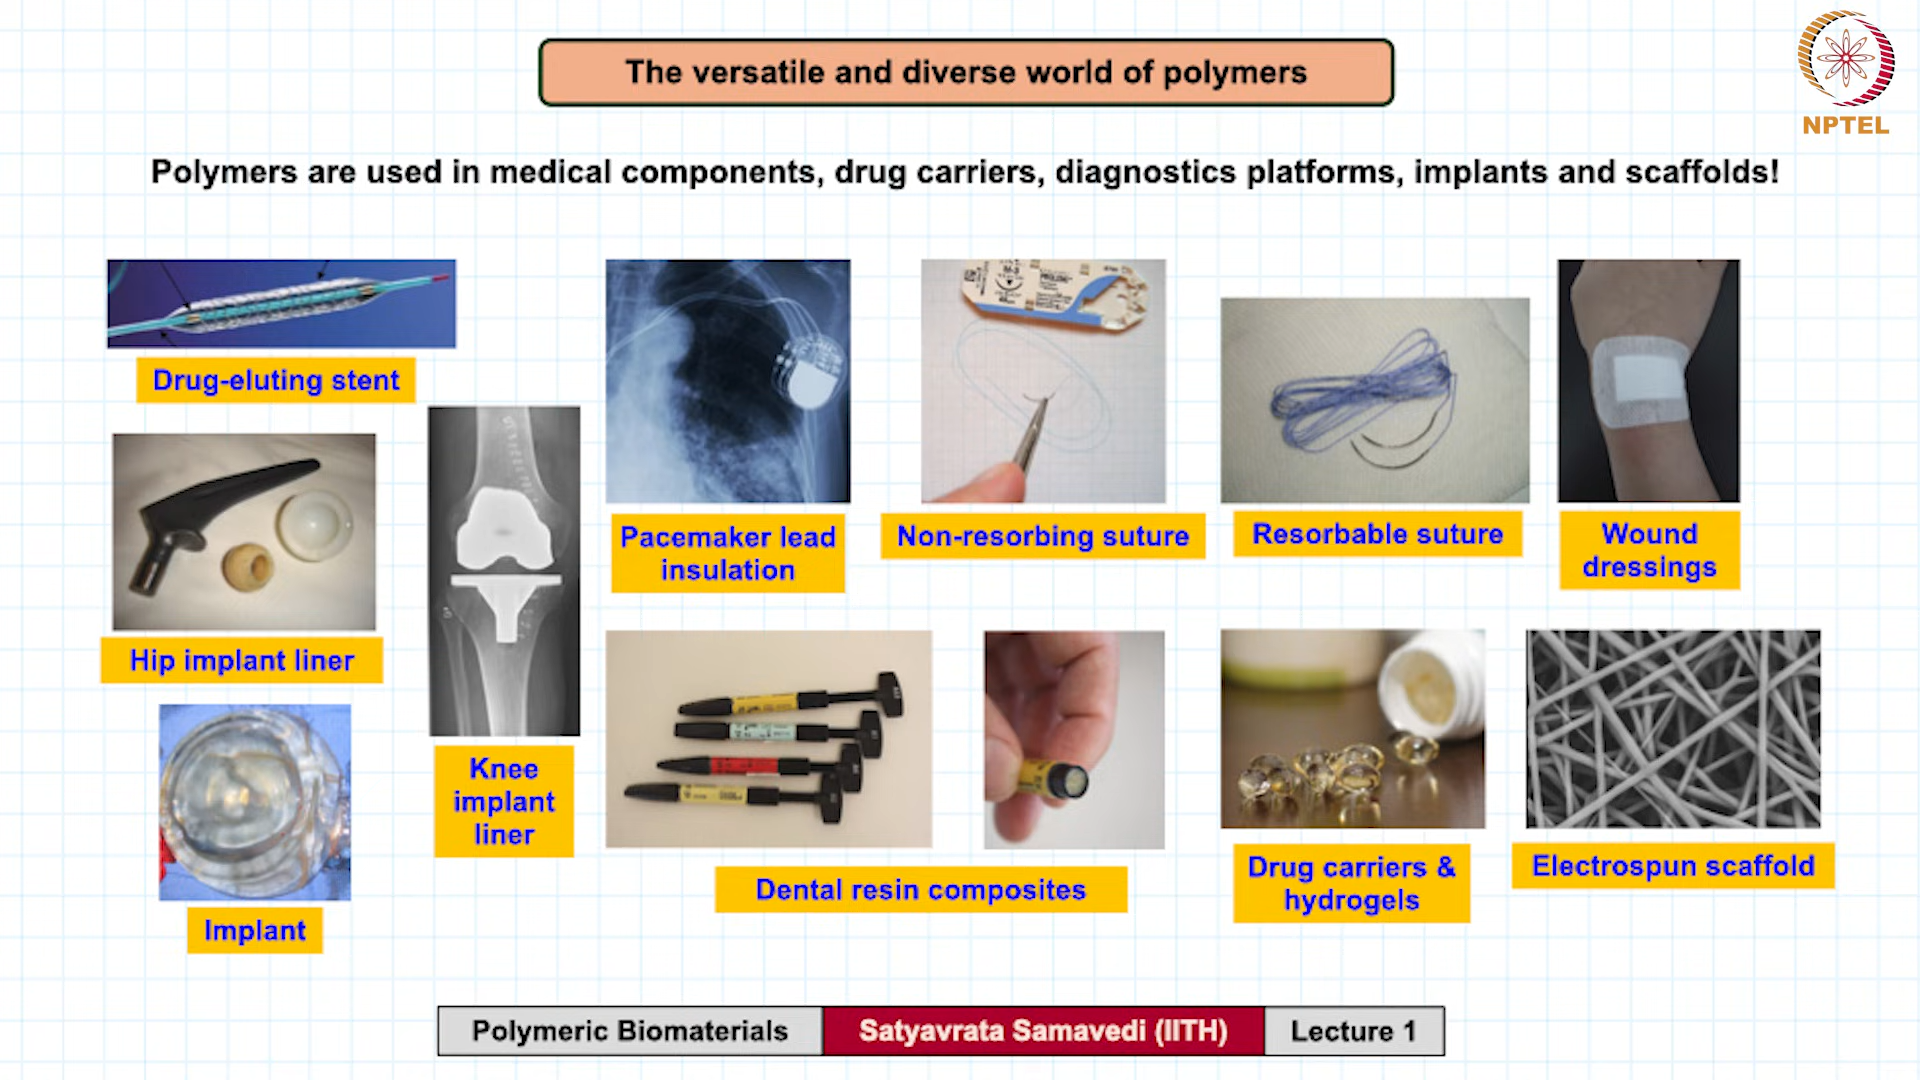 The versatile and diverse world of polymers
NPTEL
Polymers are used in medical components, drug carriers, diagnostics platforms, implants and scaffolds!
Drug-eluting stent
Pacemaker lead
insulation
Non-resorbing suture
Resorbable suture
Wound
dressings
Hip implant liner
Knee
implant
liner
Implant
Dental resin composites
Drug carriers &
hydrogels
Electrospun scaffold
Polymeric Biomaterials
Satyavrata Samavedi (IITH)
Lecture 1